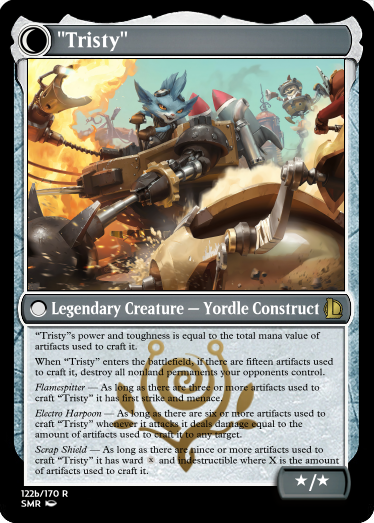 "Tristy"
Legendary Creature — Yordle Construct
"Tristy"s power and toughness is equal to the total mana value of
artifacts used to craft it.
When "Tristy" enters the battlefield, if there are fifteen artifacts used
to craft it, destroy all nonland permanents your opponents control.
Flamespitter — As long as there are three or more artifacts used to
craft "Tristy" it has first strike and menace.
Electro Harpoon — As long as there are six or more artifacts used to
craft "Tristy" whenever it attacks it deals damage equal to the
amount of artifacts used to craft it to any target.
Scrap Shield — As long as there are nince or more artifacts used to
craft "Tristy" it has ward X and indestructible where X is the amount
of artifacts used to craft it.
★/★
122b/170 R
SMR